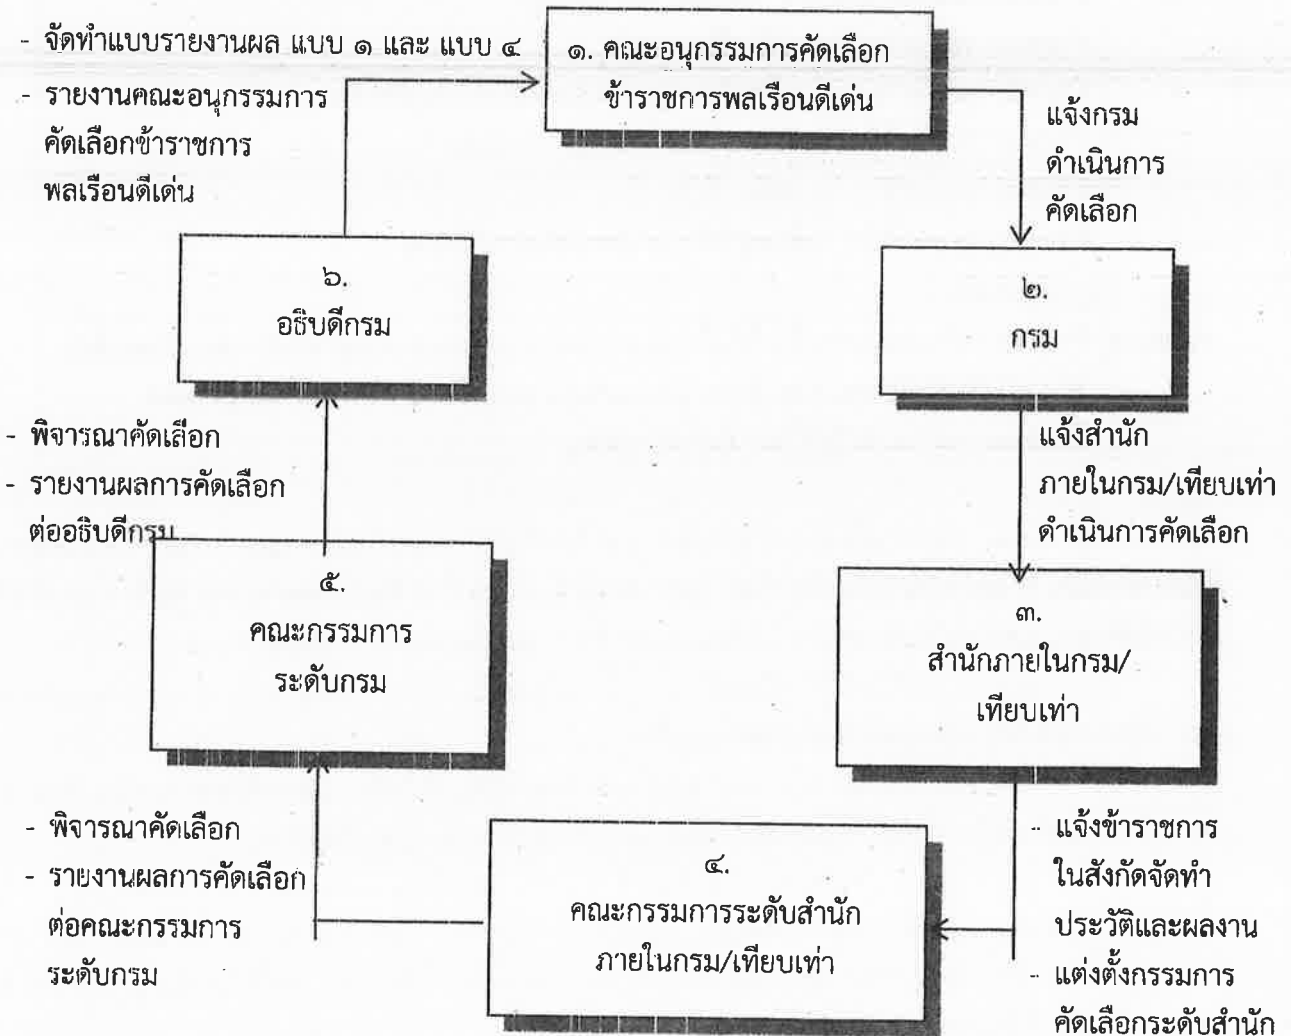 - จัดทำแบบรายงานผล แบบ ๑ และ แบบ ๔
- รายงานคณะอนุกรรมการ
คัดเลือกข้าราชการ
พลเรือนดีเด่น
๑. คณะอนุกรรมการคัดเลือก
ข้าราชการพลเรือนดีเด่น
แจ้งกรม
ดำเนินการ
คัดเลือก
๒.
กรม
แจ้งสำนัก
ภายในกรม/เทียบเท่า
ดำเนินการคัดเลือก
๓.
สำนักภายในกรม/
เทียบเท่า
- แจ้งข้าราชการ
ในสังกัดจัดทำ
ประวัติและผลงาน
- แต่งตั้งกรรมการ
คัดเลือกระดับสำนัก
๔.
คณะกรรมการระดับสำนัก
ภายในกรม/เทียบเท่า
- พิจารณาคัดเลือก
- รายงานผลการคัดเลือก
ต่อคณะกรรมการ
ระดับกรม
๕.
คณะกรรมการ
ระดับกรม
- พิจารณาคัดเลือก
- รายงานผลการคัดเลือก
ต่ออธิบดีกรม
๖.
อธิบดีกรม